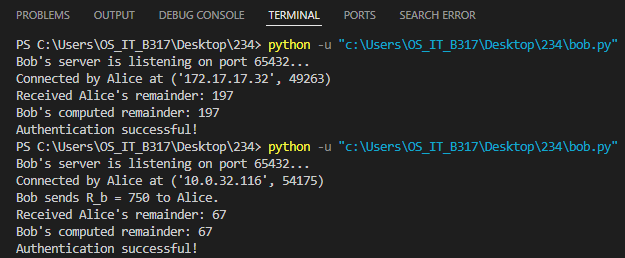 PROBLEMS OUTPUT DEBUG CONSOLE TERMINAL PORTS SEARCH ERROR
PS C:\Users\OS_IT_B317\Desktop\234> python -u "c:\Users\OS_IT_B317\Desktop\234\bob.py"
Bob's server is listening on port 65432...
Connected by Alice at ('172.17.17.32', 49263)
Received Alice's remainder: 197
Bob's computed remainder: 197
Authentication successful!
PS C:\Users\OS_IT_B317\Desktop\234> python -u "c:\Users\OS_IT_B317\Desktop\234\bob.py"
Bob's server is listening on port 65432...
Connected by Alice at ('10.0.32.116', 54175)
Bob sends R_b = 750 to Alice.
Received Alice's remainder: 67
Bob's computed remainder: 67
Authentication successful!